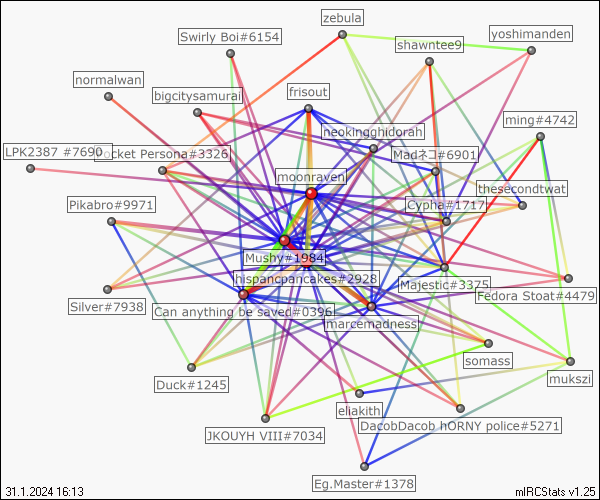 zebula
Swirly Boi#6154
yoshimanden
shawntee9
normalwan
frisout
bigcitysamurai
ming#4742
neokingghidorah
LPK2387 #7690
ocket Persona#3326
Madネコ#6901
moonraven
thesecondtwat
Pikabro#9971
Cypha#1717
Mushy#1984
hispancpancakes#2928
Majestic#3375
Fedora Stoat#4479
Silver#7938
Can anything be saved#0396
marcemadness
somass
mukszi
Duck#1245
eliakith
DacobDacob hORNY police#5271
JKOUYH VIII#7034
Eg.Master#1378
31.1.2024 16:13
mIRCStats v1.25